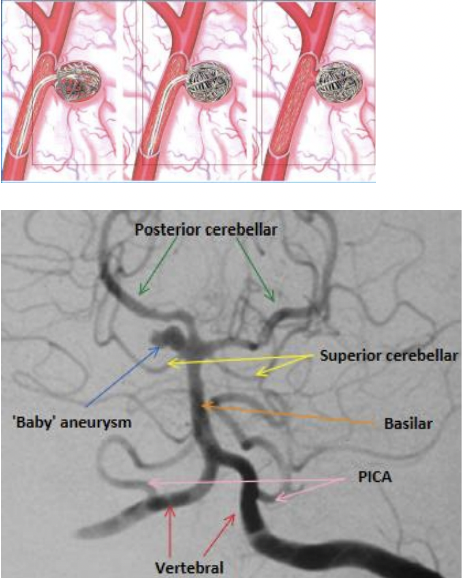 Posterior cerebellar
Superior cerebellar
'Baby' aneurysm
Basilar
PICA
Vertebral